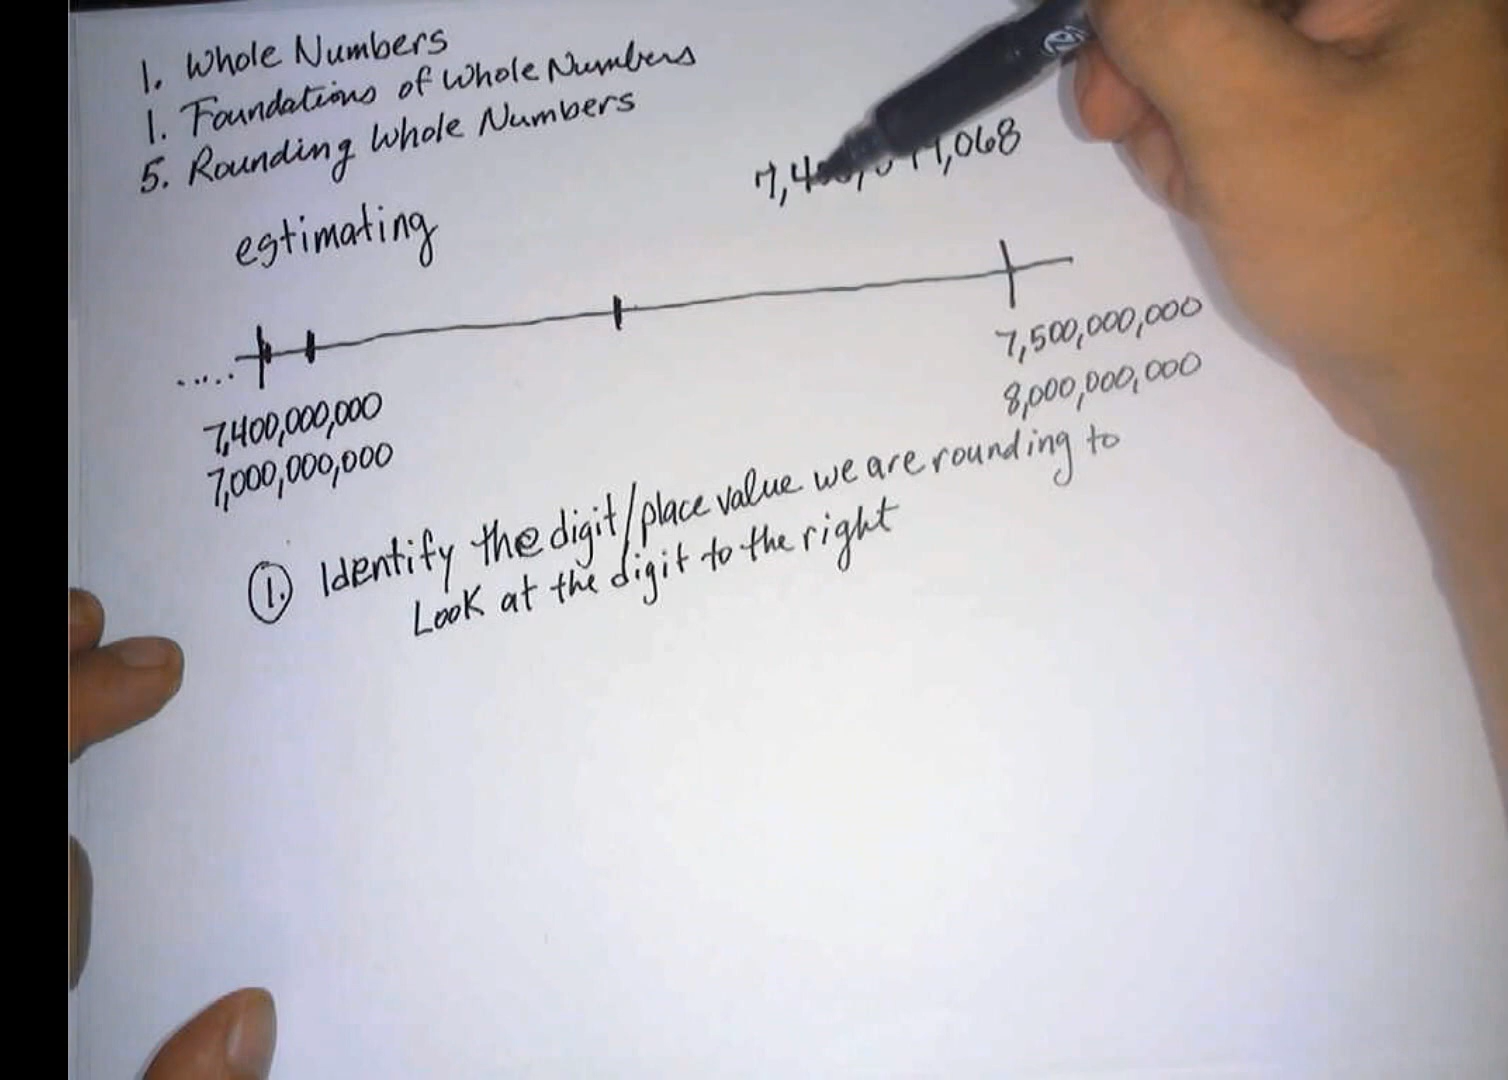 1. Whole Numbers
1. Foundations of Whole Numbers
5. Rounding Whole Numbers
estimating
7,500,000,000
8,000,000,000
.....
7,400,000,000
7,000,000,000
1. Identify the digit/place value we are rounding to
Look at the digit to the right